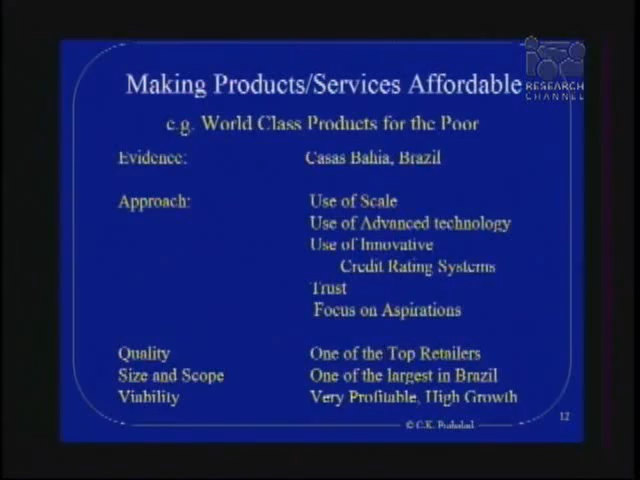 RESEARCH
CHANNEL
Making Products/Services Affordable
e.g. World Class Products for the Poor
Evidence: Casas Bahia, Brazil
Approach: Use of Scale
Use of Advanced technology
Use of Innovative
Credit Rating Systems
Trust
Focus on Aspirations
Quality One of the Top Retailers
Size and Scope One of the largest in Brazil
Viability Very Profitable, High Growth
12
© C.K. Prahalad